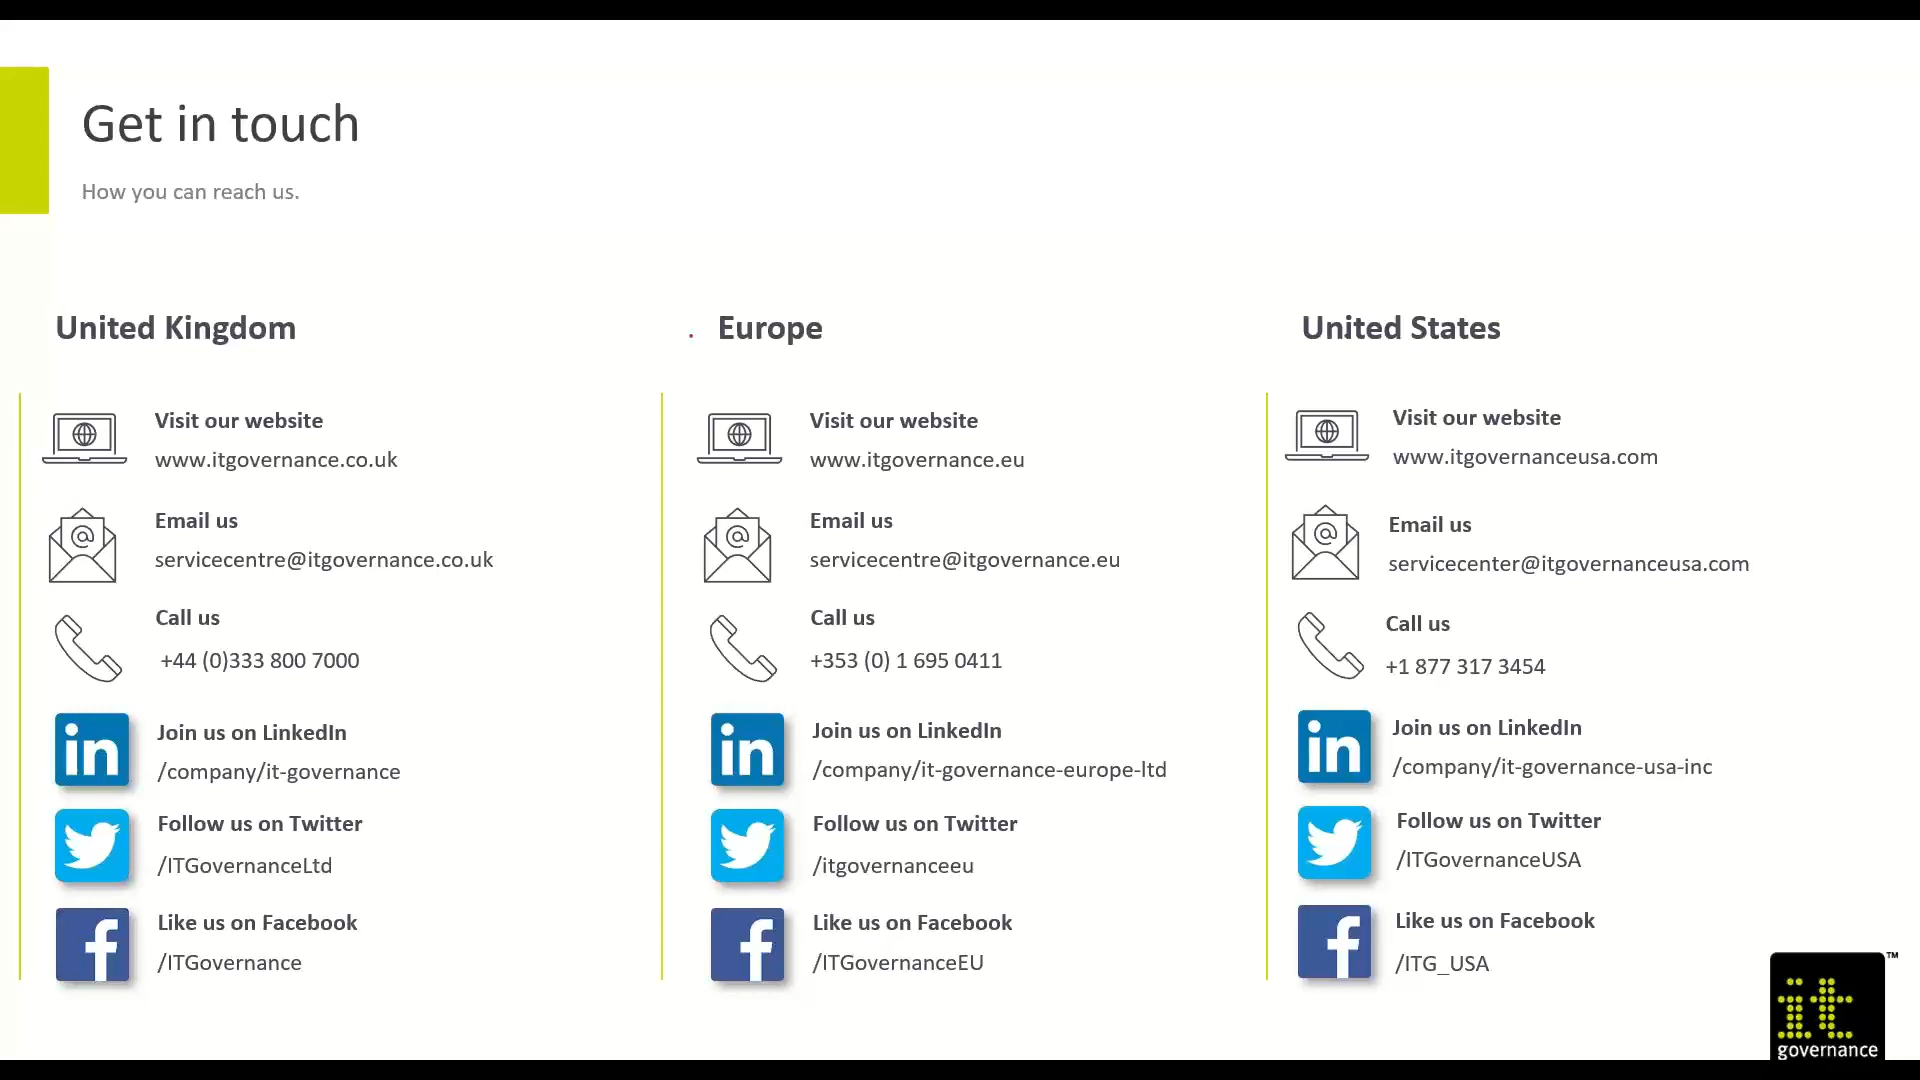 Get in touch
How you can reach us.
United Kingdom
Visit our website
www.itgovernance.co.uk
Email us
servicecentre@itgovernance.co.uk
Call us
+44 (0)333 800 7000
in
Join us on LinkedIn
/company/it-governance
Follow us on Twitter
/ITGovernanceLtd
f
Like us on Facebook
/ITGovernance
. Europe
Visit our website
www.itgovernance.eu
Email us
servicecentre@itgovernance.eu
Call us
+353 (0) 1 695 0411
in
Join us on LinkedIn
/company/it-governance-europe-ltd
Follow us on Twitter
/itgovernanceeu
f
Like us on Facebook
/ITGovernanceEU
United States
Visit our website
www.itgovernanceusa.com
Email us
servicecenter@itgovernanceusa.com
Call us
+1 877 317 3454
in
Join us on LinkedIn
/company/it-governance-usa-inc
Follow us on Twitter
/ITGovernanceUSA
f
Like us on Facebook
/ITG_USA
it
governance
™